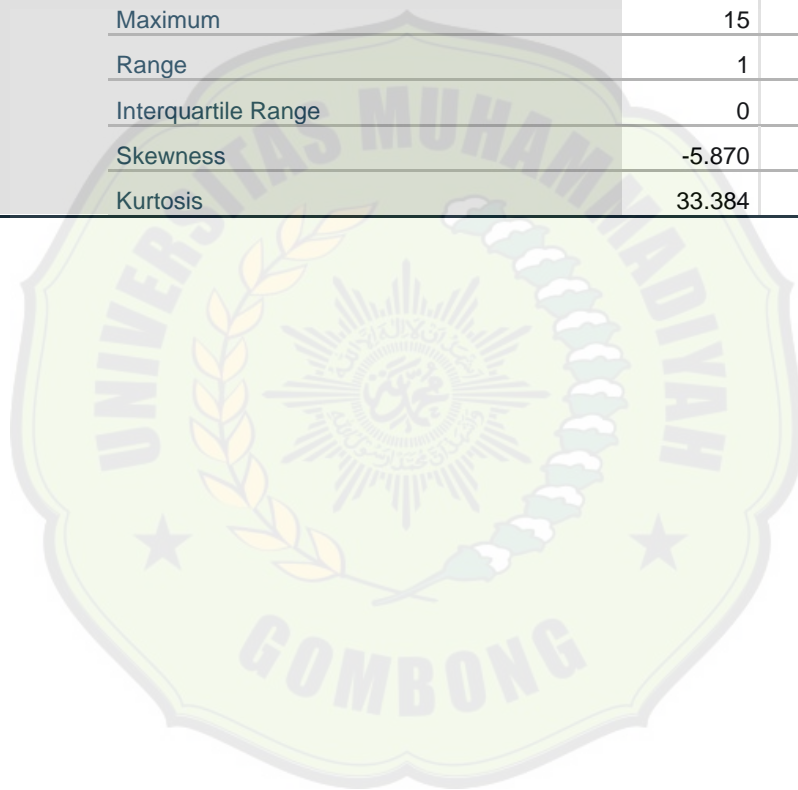 Maximum 15
Range 1
Interquartile Range 0
Skewness -5.870
Kurtosis 33.384
UNIVERSITAS MUHAMMADIYAH
GOMBONG